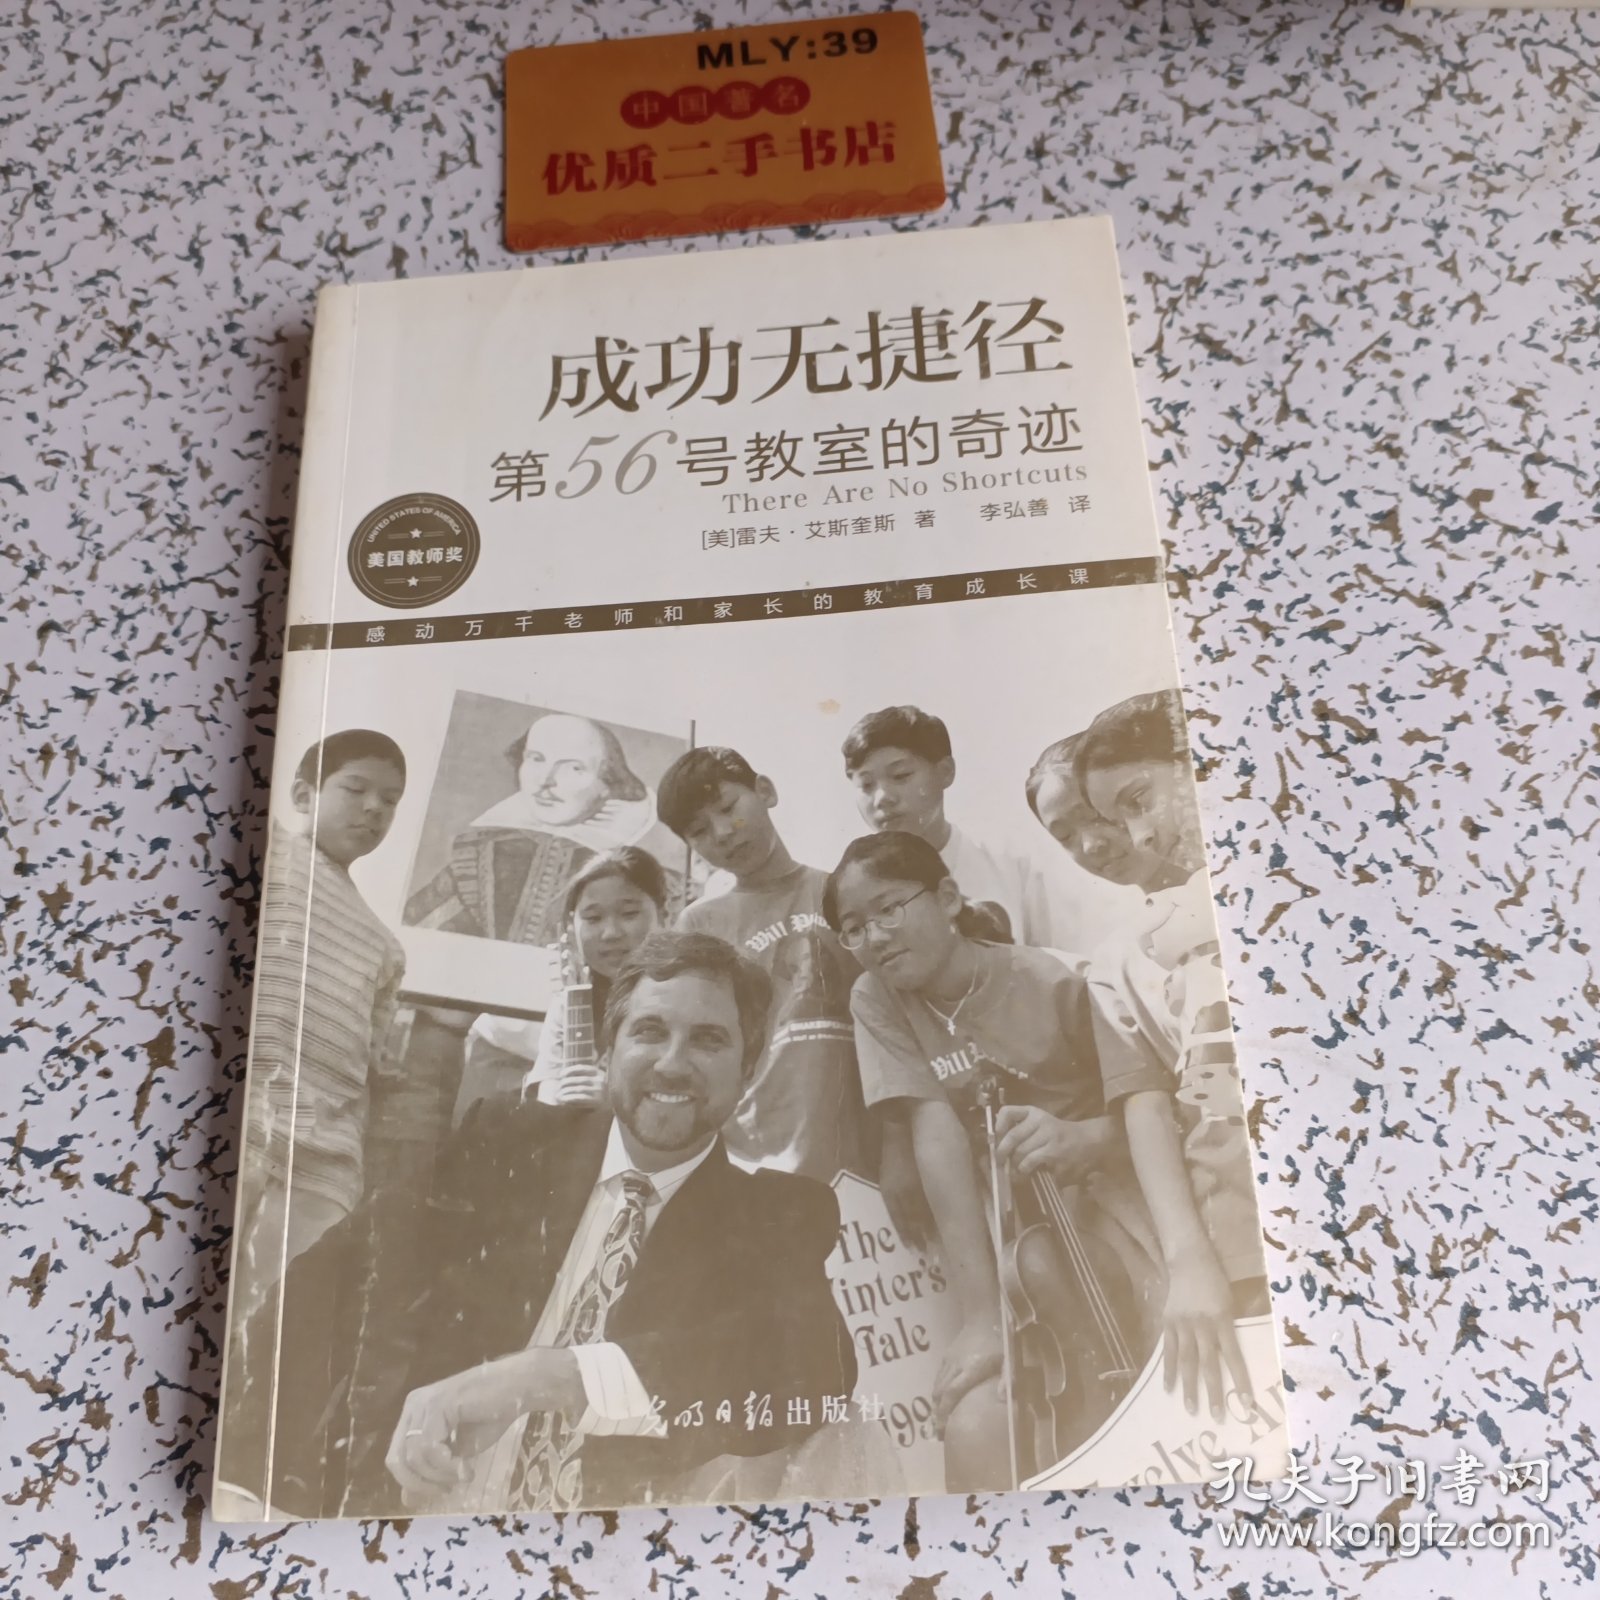 MLY:39
中国著名
优质二手书店
成功无捷径
第56号教室的奇迹
There Are No Shortcuts
[美]雷夫·艾斯奎斯 著 李弘善 译
UNITED STATES OF AMERICA
美国教师奖
感动万千老师和家长的教育成长课
Will
Will
The
inter's
Tale
199
光明日报出版社
孔夫子旧书网
www.kongfz.com